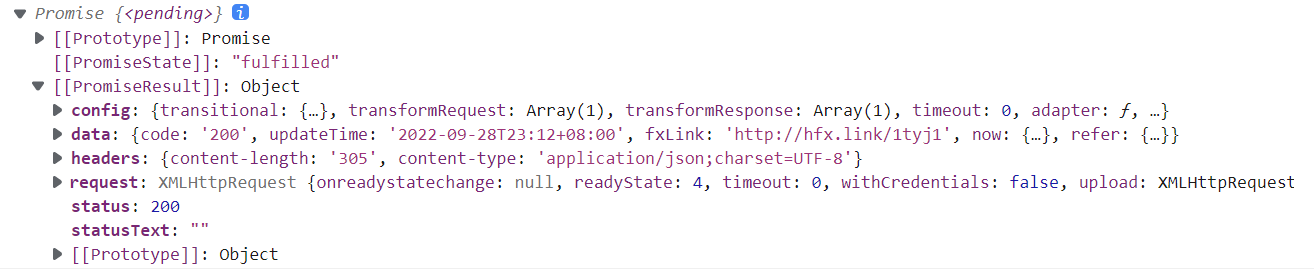 Promise {<pending>} i
[[Prototype]]: Promise
[[PromiseState]]: "fulfilled"
[[PromiseResult]]: Object
config: {transitional: {…}, transformRequest: Array(1), transformResponse: Array(1), timeout: 0, adapter: ƒ, …}
data: {code: '200', updateTime: '2022-09-28T23:12+08:00', fxLink: 'http://hfx.link/1tyj1', now: {…}, refer: {…}}
headers: {content-length: '305', content-type: 'application/json;charset=UTF-8'}
request: XMLHttpRequest {onreadystatechange: null, readyState: 4, timeout: 0, withCredentials: false, upload: XMLHttpRequest
status: 200
statusText: ""
[[Prototype]]: Object